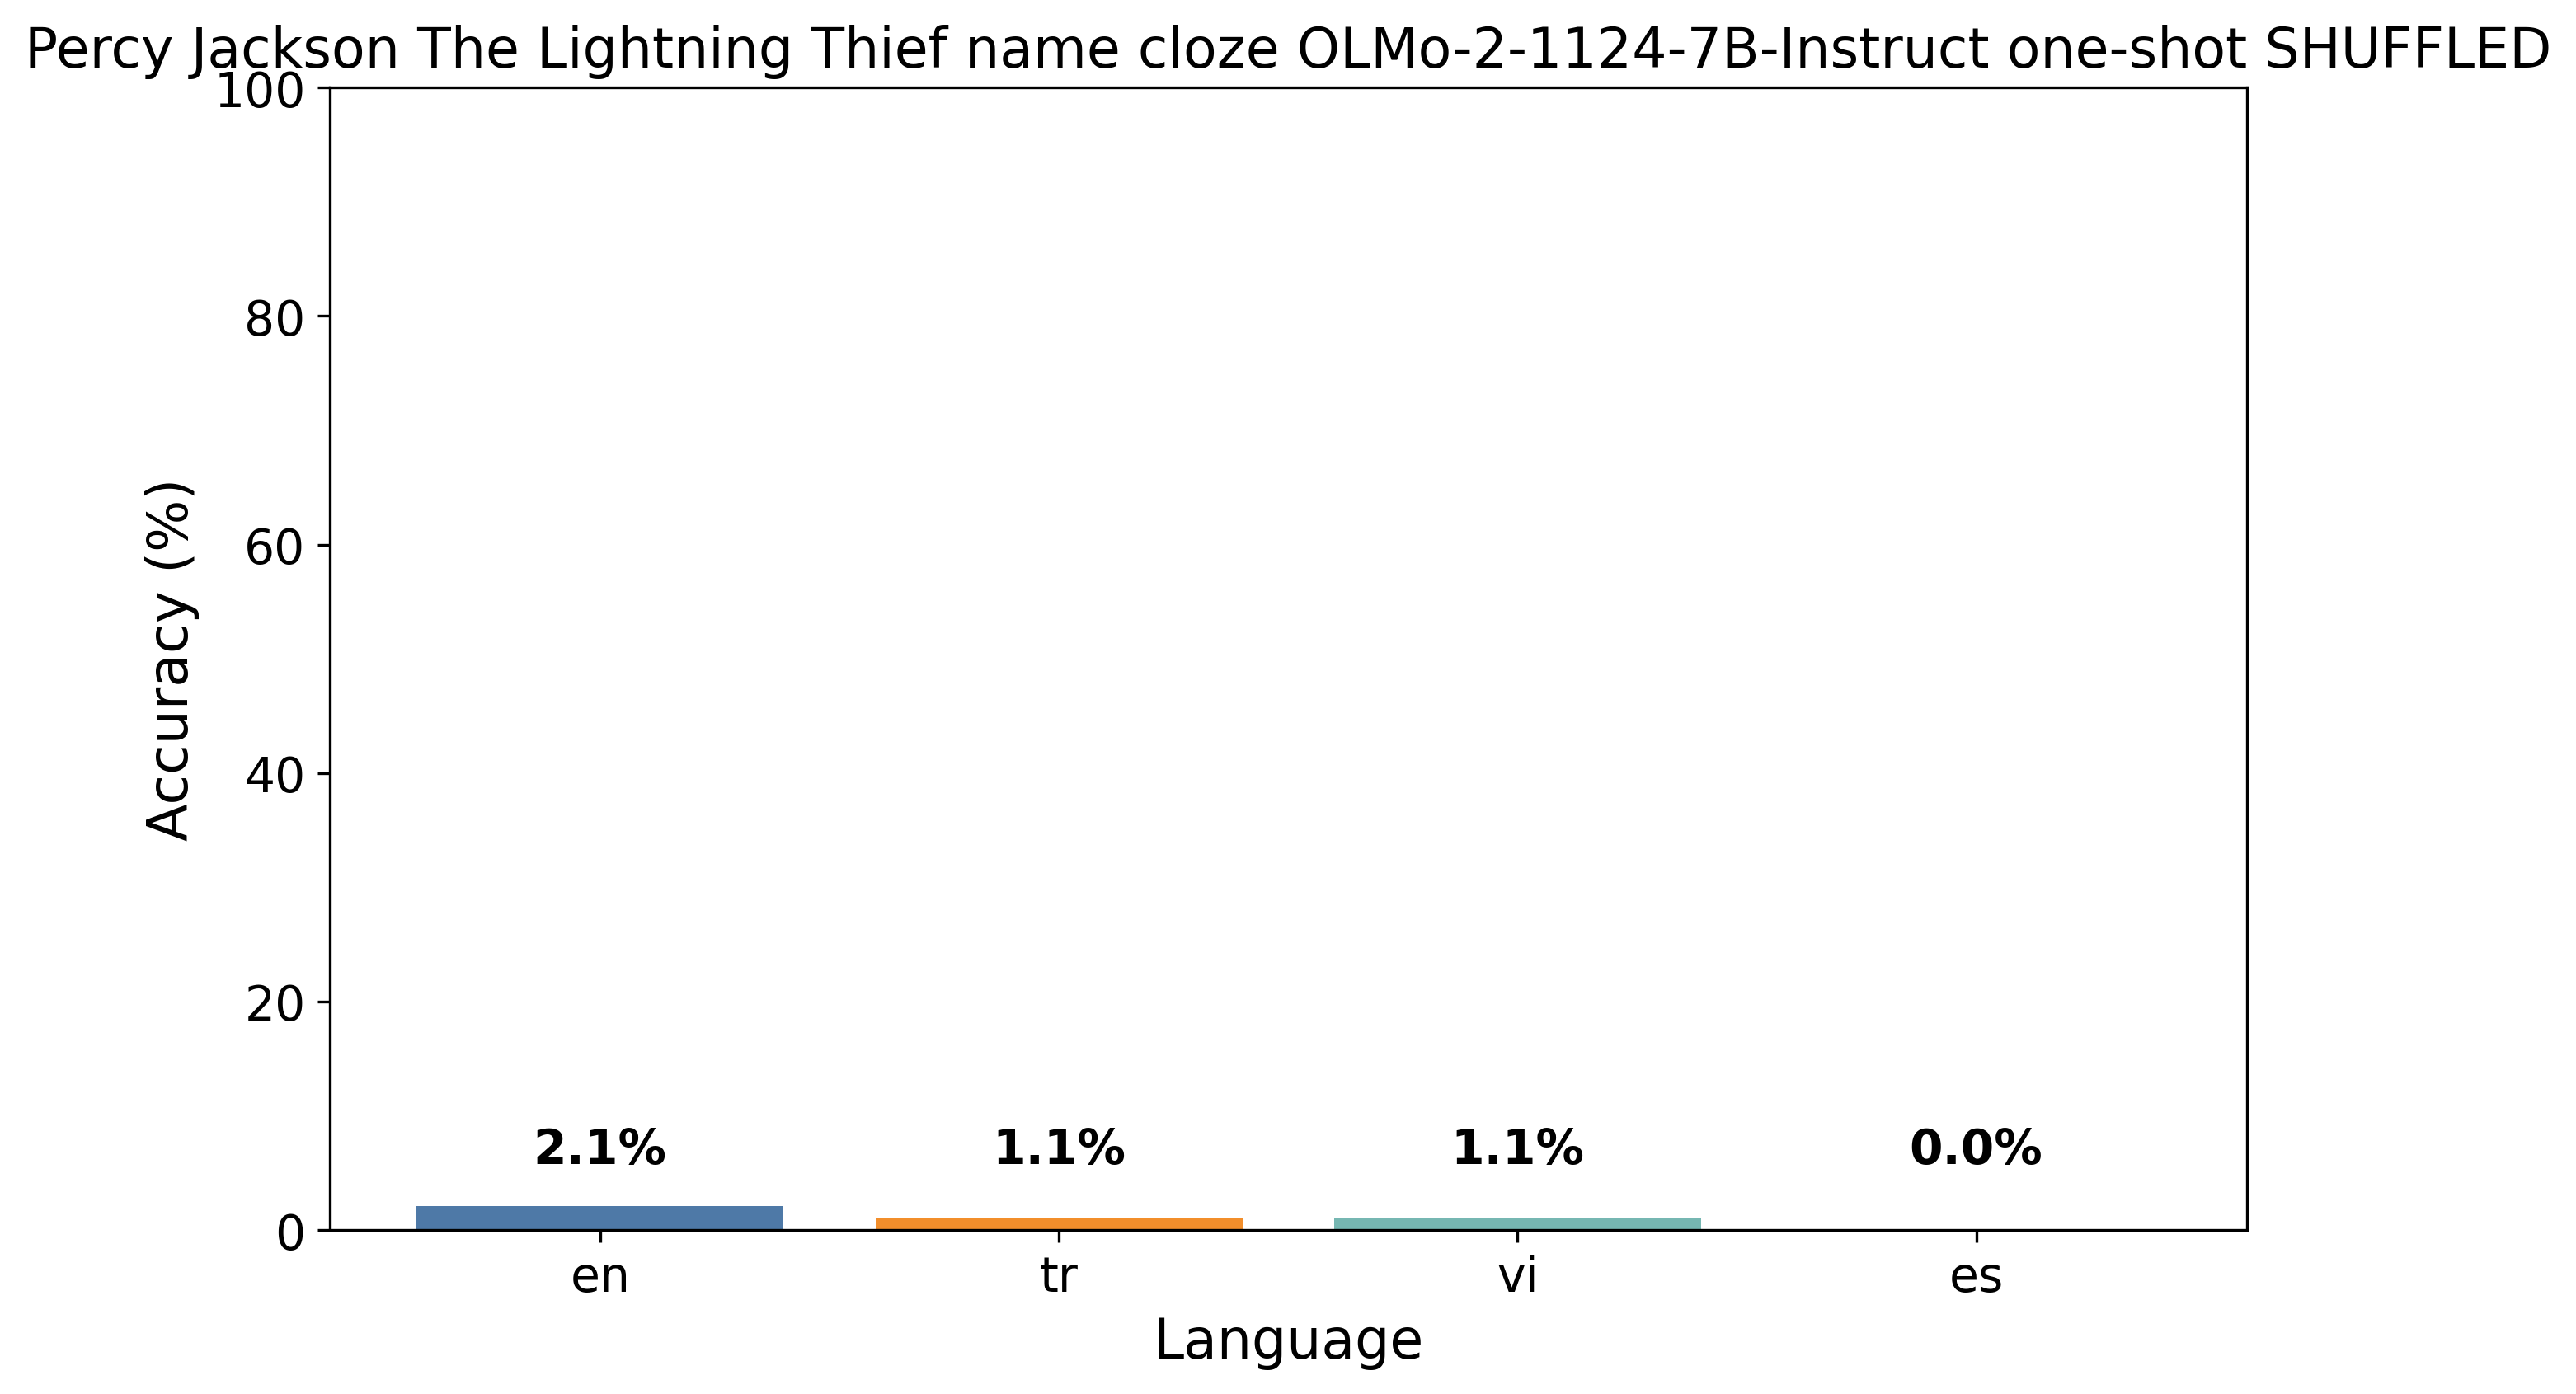 Percy Jackson The Lightning Thief name cloze OLMo-2-1124-7B-Instruct one-shot SHUFFLED
Accuracy (%)
100
80
60
40
20
0
2.1%
1.1%
1.1%
0.0%
en
tr
vi
es
Language